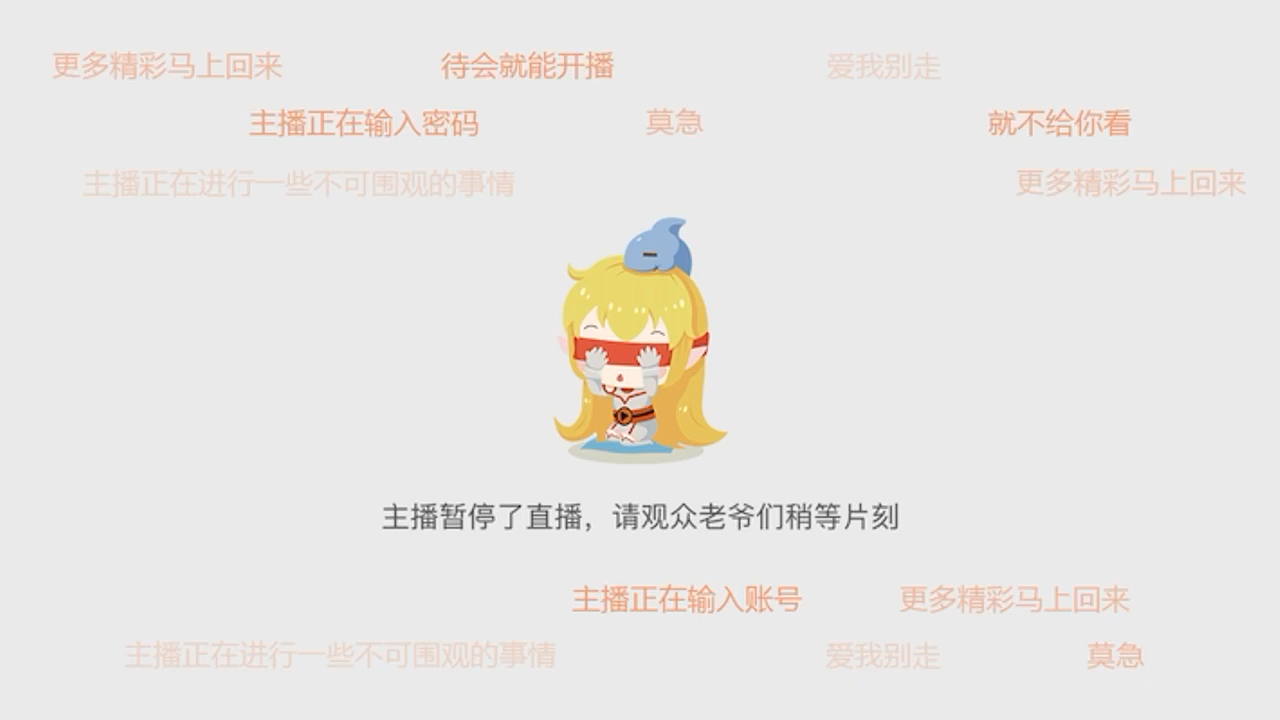 更多精彩马上回来
待会就能开播
爱我别走
主播正在输入密码
莫急
就不给你看
主播正在进行一些不可围观的事情
更多精彩马上回来
主播暂停了直播，请观众老爷们稍等片刻
主播正在输入账号
更多精彩马上回来
主播正在进行一些不可围观的事情
爱我别走
莫急